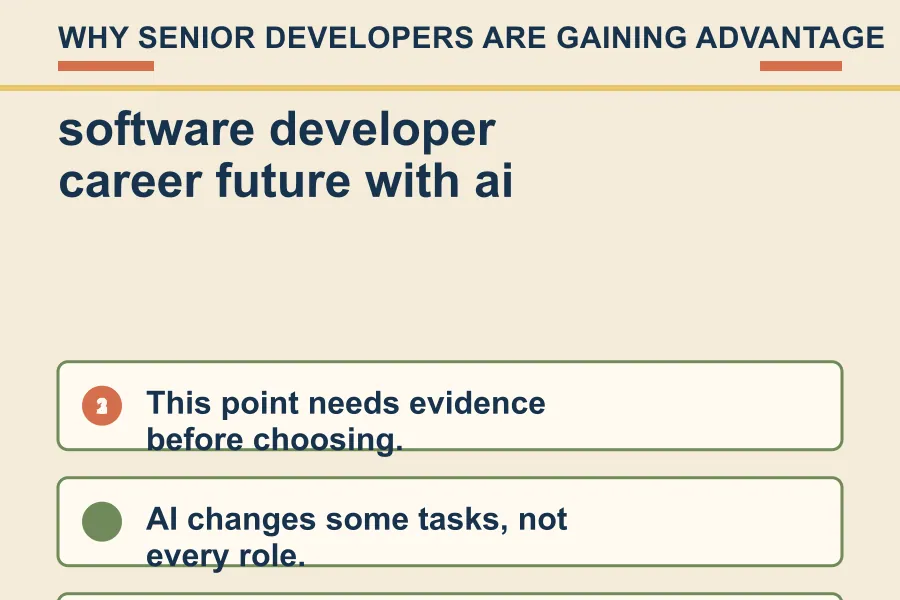 WHY SENIOR DEVELOPERS ARE GAINING ADVANTAGE
software developer
career future with ai
This point needs evidence
before choosing.
AI changes some tasks, not
every role.